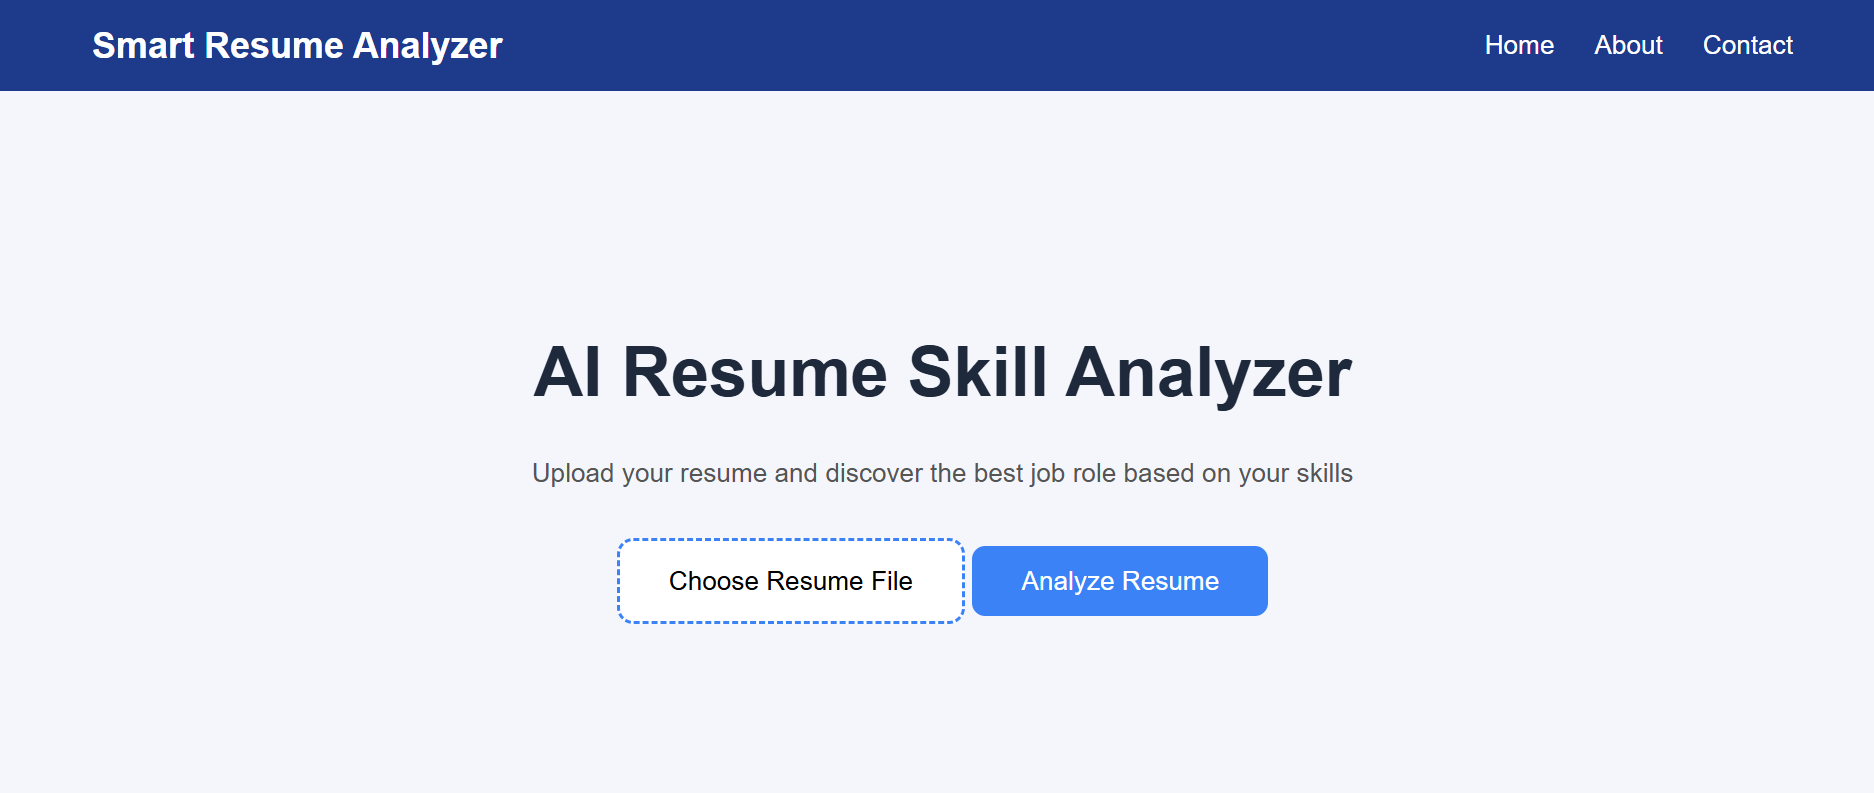 Smart Resume Analyzer
Home About Contact
AI Resume Skill Analyzer
Upload your resume and discover the best job role based on your skills
Choose Resume File
Analyze Resume